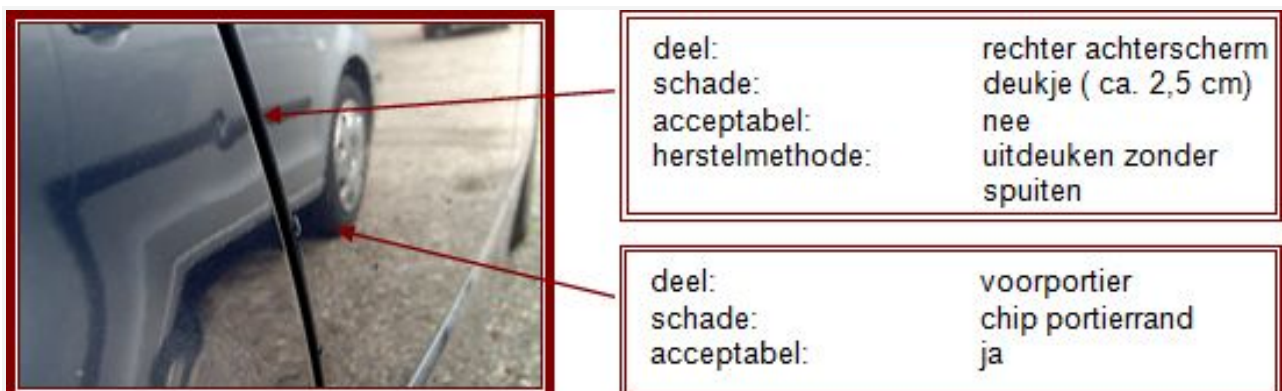 deel: rechter achterscherm
schade: deukje ( ca. 2,5 cm)
acceptabel: nee
herstelmethode: uitdeuken zonder
spuiten
deel: voorportier
schade: chip portierrand
acceptabel: ja